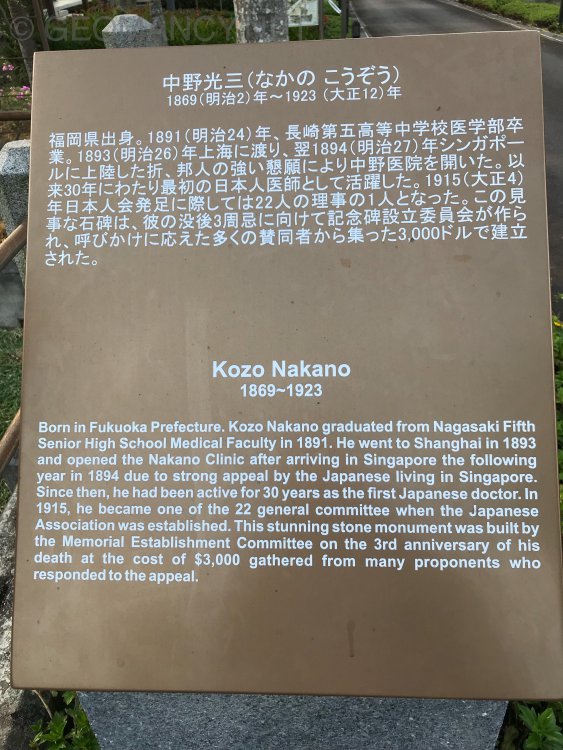 © GEOMANCY.NET
中野光三(なかの こうぞう)
1869(明治2)年～1923 (大正12)年
福岡県出身。1891(明治24)年、長崎第五高等中学校医学部卒
業。1893(明治26)年上海に渡り、翌1894(明治27)年シンガポー
ルに上陸した折、邦人の強い懇願により中野医院を開いた。以
来30年にわたり最初の日本人医師として活躍した。1915(大正4)
年日本人会発足に際しては22人の理事の1人となった。この見
事な石碑は、彼の没後3周忌に向けて記念碑設立委員会が作ら
れ、呼びかけに応えた多くの賛同者から集った3,000ドルで建立
された。
Kozo Nakano
1869~1923
Born in Fukuoka Prefecture. Kozo Nakano graduated from Nagasaki Fifth
Senior High School Medical Faculty in 1891. He went to Shanghai in 1893
and opened the Nakano Clinic after arriving in Singapore the following
year in 1894 due to strong appeal by the Japanese living in Singapore.
Since then, he had been active for 30 years as the first Japanese doctor. In
1915, he became one of the 22 general committee when the Japanese
Association was established. This stunning stone monument was built by
the Memorial Establishment Committee on the 3rd anniversary of his
death at the cost of $3,000 gathered from many proponents who
responded to the appeal.